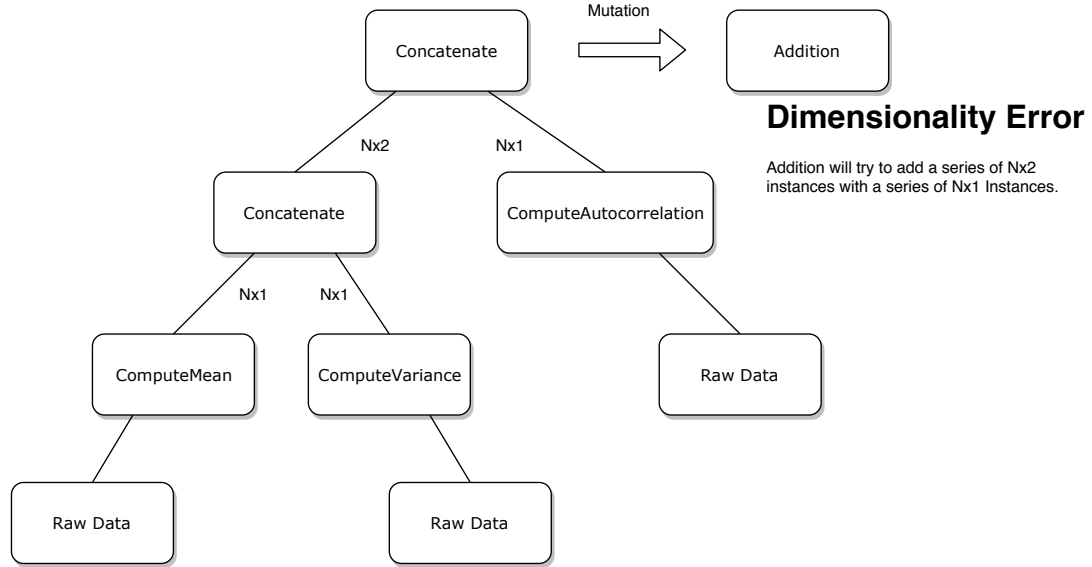 Mutation
Concatenate
Addition
Dimensionality Error
Addition will try to add a series of Nx2
instances with a series of Nx1 Instances.
Nx2
Nx1
Concatenate
ComputeAutocorrelation
Nx1
Nx1
ComputeMean
ComputeVariance
Raw Data
Raw Data
Raw Data